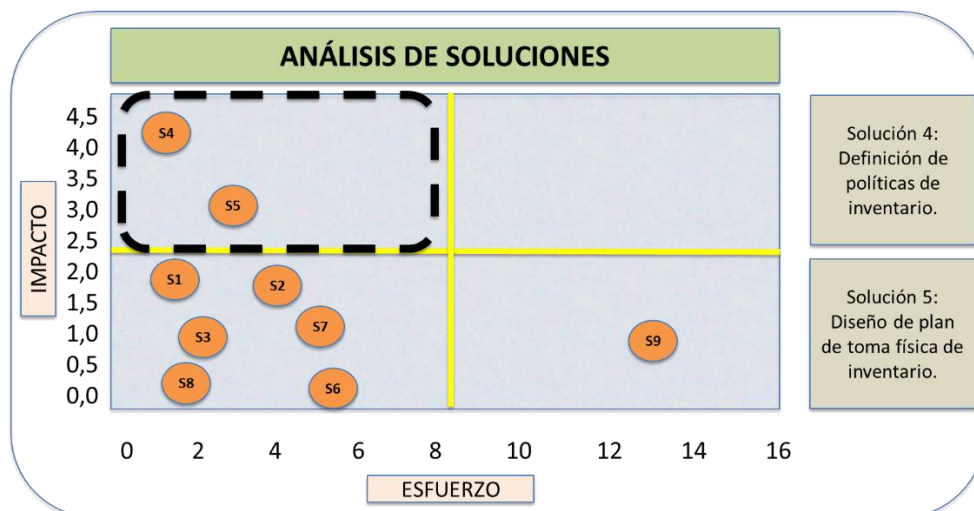 ANÁLISIS DE SOLUCIONES
IMPACTO
4,5
4,0
3,5
3,0
2,5
2,0
1,5
1,0
0,5
0,0
S4
S5
S1
S2
S7
S3
S9
S8
S6
0 2 4 6 8 10 12 14 16
ESFUERZO
Solución 4:
Definición de
políticas de
inventario.
Solución 5:
Diseño de plan
de toma física de
inventario.